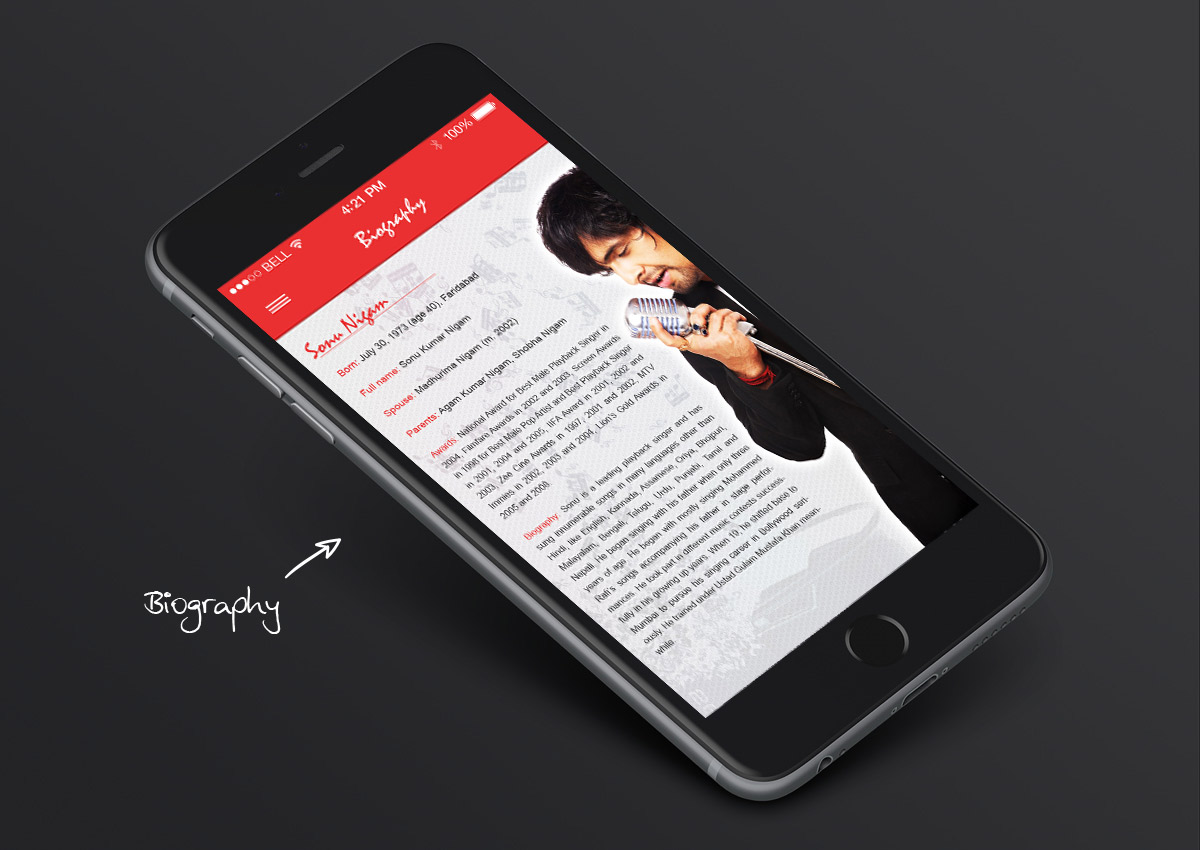 BELL
4:21 PM
100%
Biography
Sonu Nigam
Born: July 30, 1973 (age 40), Faridabad
Full name: Sonu Kumar Nigam
Spouse: Madhurima Nigam (m. 2002)
Parents: Agam Kumar Nigam, Shobha Nigam
Awards: National Award for Best Male Playback Singer in
2004, Famfare Awards in 2002 and 2003, Screen Awards
in 1998 for Best Male Pop Artist and Best Playback Singer
in 2001, 2004 and 2005, IIFA Award in 2001, 2002 and
2003, Zee Cine Awards in 1997, 2001 and 2002, MTV
Immies in 2002, 2003 and 2004, Lion's Gold Awards in
2005 and 2008
Biography: Sonu is a leading playback singer and has
sung innumerable songs in many languages other than
Hindi, like English, Kannada, Assamese, Oriya, Bhojpuri,
Malayalam, Bengali, Telugu, Urdu, Punjabi, Tamil and
Nepali. He began singing with his father when only three
years of age. He began with mostly singing Mohammed
Rafi's songs accompanying his father in stage perfor-
mances. He took part in different music contests success-
fully in his growing up years. When 19, he shifted base to
Mumbai to pursue his singing career in Bollywood seri-
ously. He trained under Ustad Gulam Mustafa Khan mean-
while.
Biography